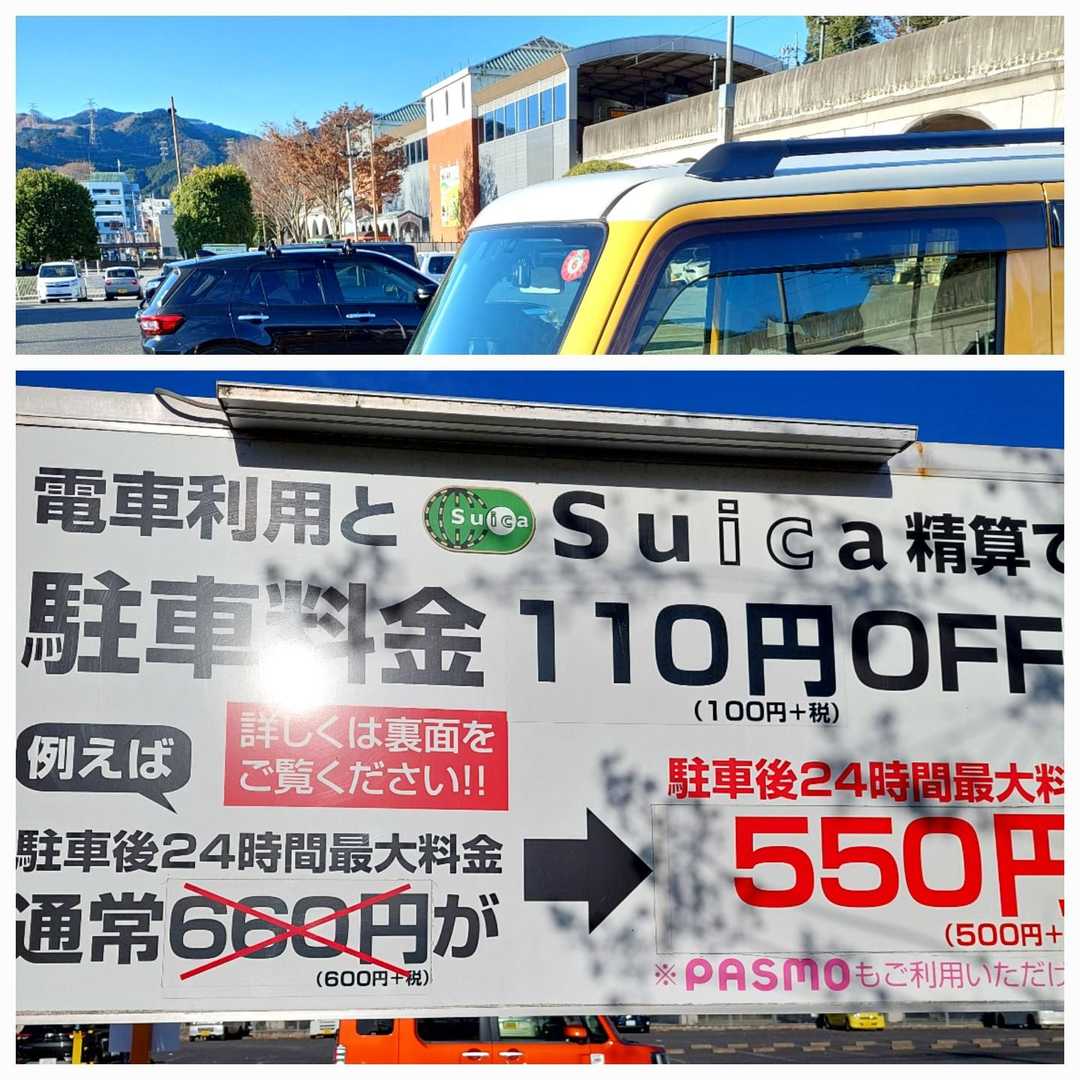 電車利用と Suica Suica 精算で
駐車料金 110円OFF
(100円+税)
例えば
詳しくは裏面を
ご覧ください!!
駐車後24時間最大料金
通常660円が
(600円+税)
駐車後24時間最大料
550円
(500円+
※PASMOもご利用いただけ